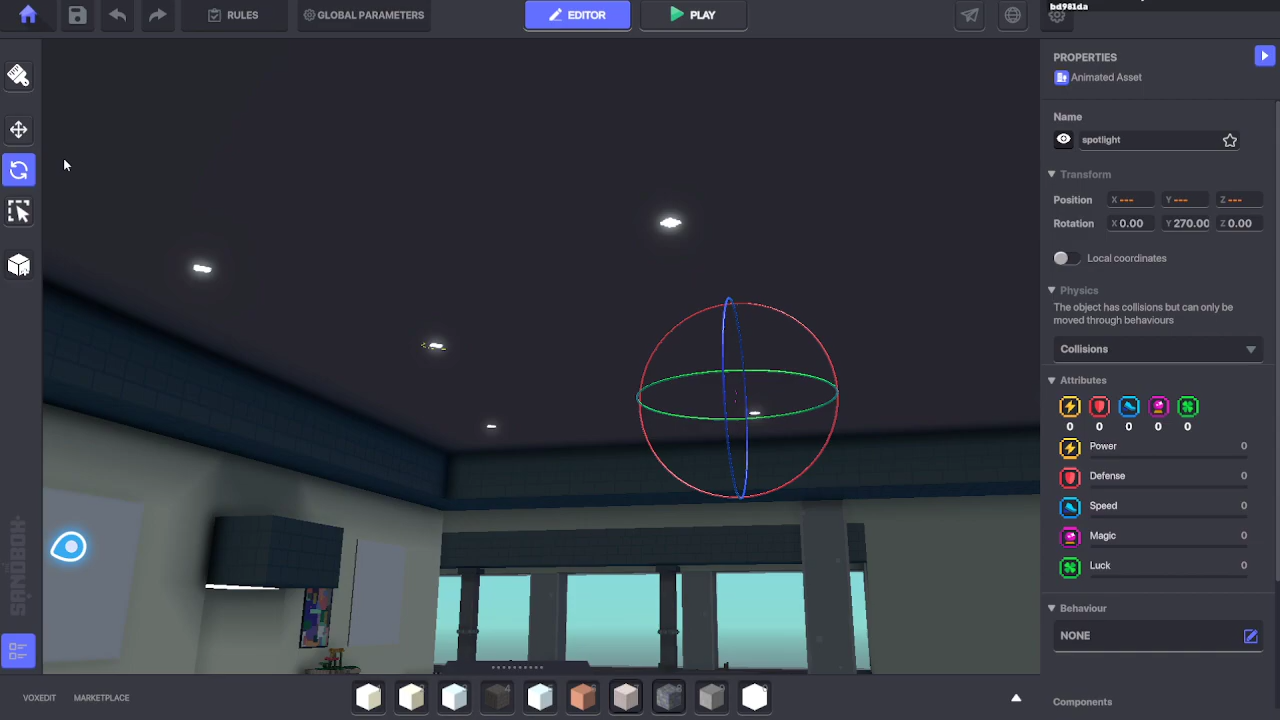 bd981da
RULES
GLOBAL PARAMETERS
EDITOR
PLAY
PROPERTIES
Animated Asset
Name
spotlight
Transform
Position X --- Y --- Z ---
Rotation X 0.00 Y 270.00 Z 0.00
Local coordinates
Physics
The object has collisions but can only be
moved through behaviours
Collisions
Attributes
0 0 0 0 0
Power 0
Defense 0
Speed 0
Magic 0
Luck 0
Behaviour
NONE
Components
THE SANDBOX
VOXEDIT
MARKETPLACE